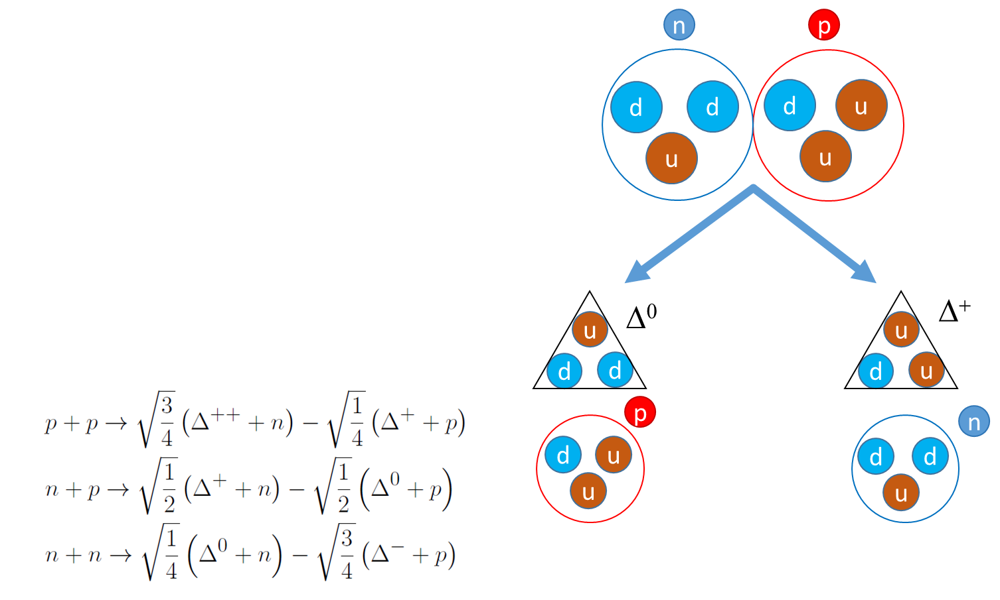 n p
d d d u
u u
Δ⁰ Δ⁺
u u
d d d u
p n
d u d d
u u
p + p → √(3/4) (Δ⁺⁺ + n) − √(1/4) (Δ⁺ + p)
n + p → √(1/2) (Δ⁺ + n) − √(1/2) (Δ⁰ + p)
n + n → √(1/4) (Δ⁰ + n) − √(3/4) (Δ⁻ + p)